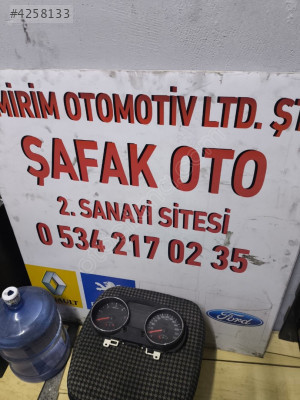 #4258133
MİRİM OTOMOTİV LTD. ŞT
ŞAFAK OTO
2. SANAYİ SİTESİ
0 534 217 02 35
Ford